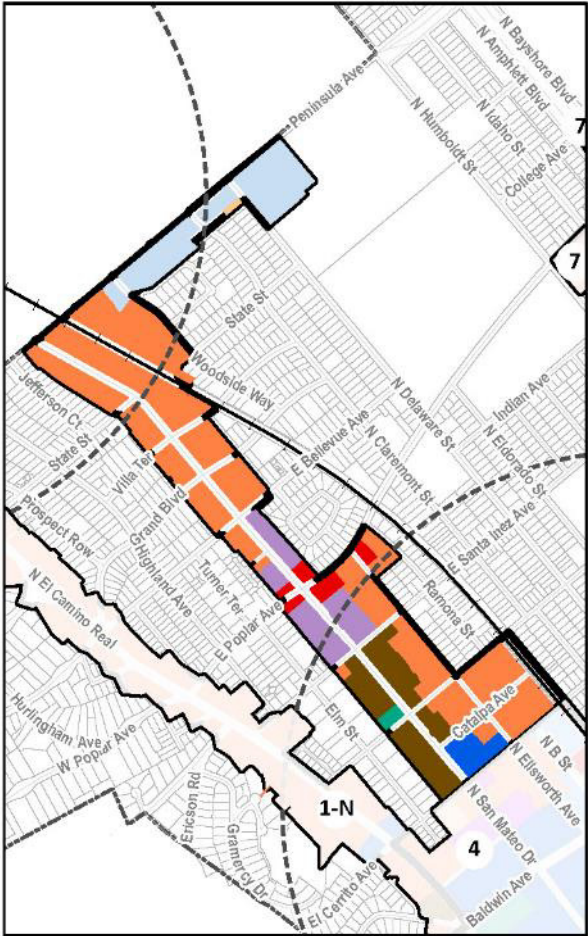 N Bayshore Blvd
N Amphlett Blvd
N Idaho St
College Ave
Peninsula Ave
N Humboldt St
7
7
State St
Woodside Way
Jefferson Ct
State St
Villa Ter
N Delaware St
Indian Ave
E Bellevue Ave
N Claremont St
N Eldorado St
Grand Blvd
Prospect Row
Highland Ave
E Santa Inez Ave
N El Camino Real
Turner Ter
E Poplar Ave
Ramona St
Elm St
Catalpa Ave
Hurlingham Ave
W Poplar Ave
N B St
N Ellsworth Ave
Ericson Rd
1-N
N San Mateo Dr
Gramercy Dr
4
El Cerrito Ave
Baldwin Ave